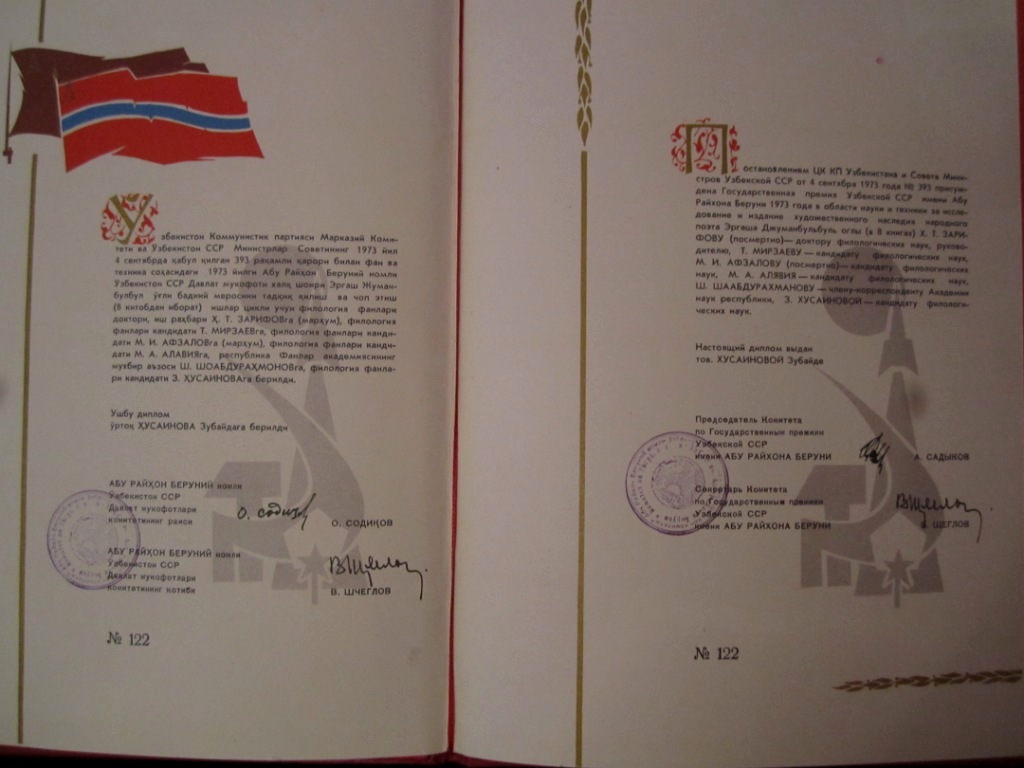 Узбекистон Коммунистик партияси Марказий Коми-
тети ва Ўзбекистон ССР Министрлар Советининг 1973 йил
4 сентябрда қабул қилган 393 рақамли қарори билан фан ва
техника соҳасидаги 1973 йилги Абу Райҳон Беруний номли
Ўзбекистон ССР Давлат мукофоти халқ шоири Эргаш Жуман-
булбул ўғли бадиий меросини тадқиқ қилиш ва чоп этиш
(8 китобдан иборат) ишлар цикли учун филология фанлари
доктори, иш раҳбари Ҳ. Т. ЗАРИФОВга (марҳум), филология
фанлари кандидати Т. МИРЗАЕВга, филология фанлари канди-
дати М. И. АФЗАЛОВга (марҳум), филология фанлари канди-
дати М. А. АЛАВИЯга, республика Фанлар академиясининг
мухбир аъзоси Ш. ШОАБДУРАҲМОНОВга, филология фанла-
ри кандидати З. ҲУСАИНОВАга берилди.
Ушбу диплом
ўртоқ ҲУСАИНОВА Зубайдага берилди
АБУ РАЙҲОН БЕРУНИЙ номли
Ўзбекистон ССР
Давлат мукофотлари
комитетининг раиси
О. СОДИҚОВ
АБУ РАЙҲОН БЕРУНИЙ номли
Ўзбекистон ССР
Давлат мукофотлари
комитетининг котиби
В. ШЧЕГЛОВ
№ 122
Постановлением ЦК КП Узбекистана и Совета Мини-
стров Узбекской ССР от 4 сентября 1973 года № 393 присуж-
дена Государственная премия Узбекской ССР имени Абу
Райхона Беруни 1973 года в области науки и техники за иссле-
дование и издание художественного наследия народного
поэта Эргаша Джуманбульбуль оглы (в 8 книгах) Х. Т. ЗАРИ-
ФОВУ (посмертно)— доктору филологических наук, руково-
дителю, Т. МИРЗАЕВУ — кандидату филологических наук,
М. И. АФЗАЛОВУ (посмертно)— кандидату филологических
наук, М. А. АЛЯВИЯ — кандидату филологических наук,
Ш. ШААБДУРАХМАНОВУ — члену-корреспонденту Академии
наук республики, З. ХУСАИНОВОЙ — кандидату филологи-
ческих наук.
Настоящий диплом выдан
тов. ХУСАИНОВОЙ Зубайде
Председатель Комитета
по Государственным премиям
Узбекской ССР
имени АБУ РАЙХОНА БЕРУНИ
А. САДЫКОВ
Секретарь Комитета
по Государственным премиям
Узбекской ССР
имени АБУ РАЙХОНА БЕРУНИ
В. ЩЕГЛОВ
№ 122